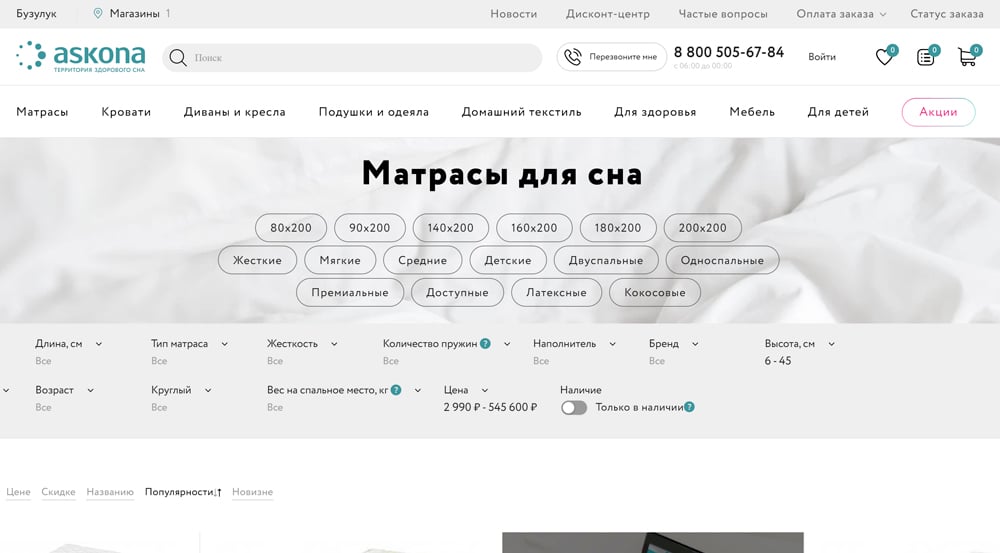 Бузулук Магазины 1 Новости Дисконт-центр Частые вопросы Оплата заказа Статус заказа
askona
ТЕРРИТОРИЯ ЗДОРОВОГО СНА
Поиск
Перезвоните мне
8 800 505-67-84
с 06:00 до 00:00
Войти
0 0 0
Матрасы Кровати Диваны и кресла Подушки и одеяла Домашний текстиль Для здоровья Мебель Для детей Акции
Матрасы для сна
80x200 90x200 140x200 160x200 180x200 200x200
Жесткие Мягкие Средние Детские Двуспальные Односпальные
Премиальные Доступные Латексные Кокосовые
Длина, см Тип матраса Жесткость Количество пружин ? Наполнитель Бренд Высота, см
Все Все Все Все Все Все 6 - 45
Возраст Круглый Вес на спальное место, кг ? Цена Наличие
Все Все Все 2 990 ₽ - 545 600 ₽ Только в наличии ?
Цене Скидке Названию Популярности Новизне